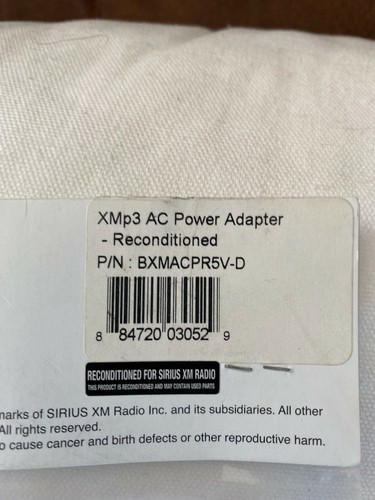 XMp3 AC Power Adapter
- Reconditioned
P/N : BXMACPR5V-D
8 84720 03052 9
RECONDITIONED FOR SIRIUS XM RADIO
THIS PRODUCT IS RECONDITIONED AND MAY CONTAIN USED PARTS
marks of SIRIUS XM Radio Inc. and its subsidiaries. All other
All rights reserved.
o cause cancer and birth defects or other reproductive harm.